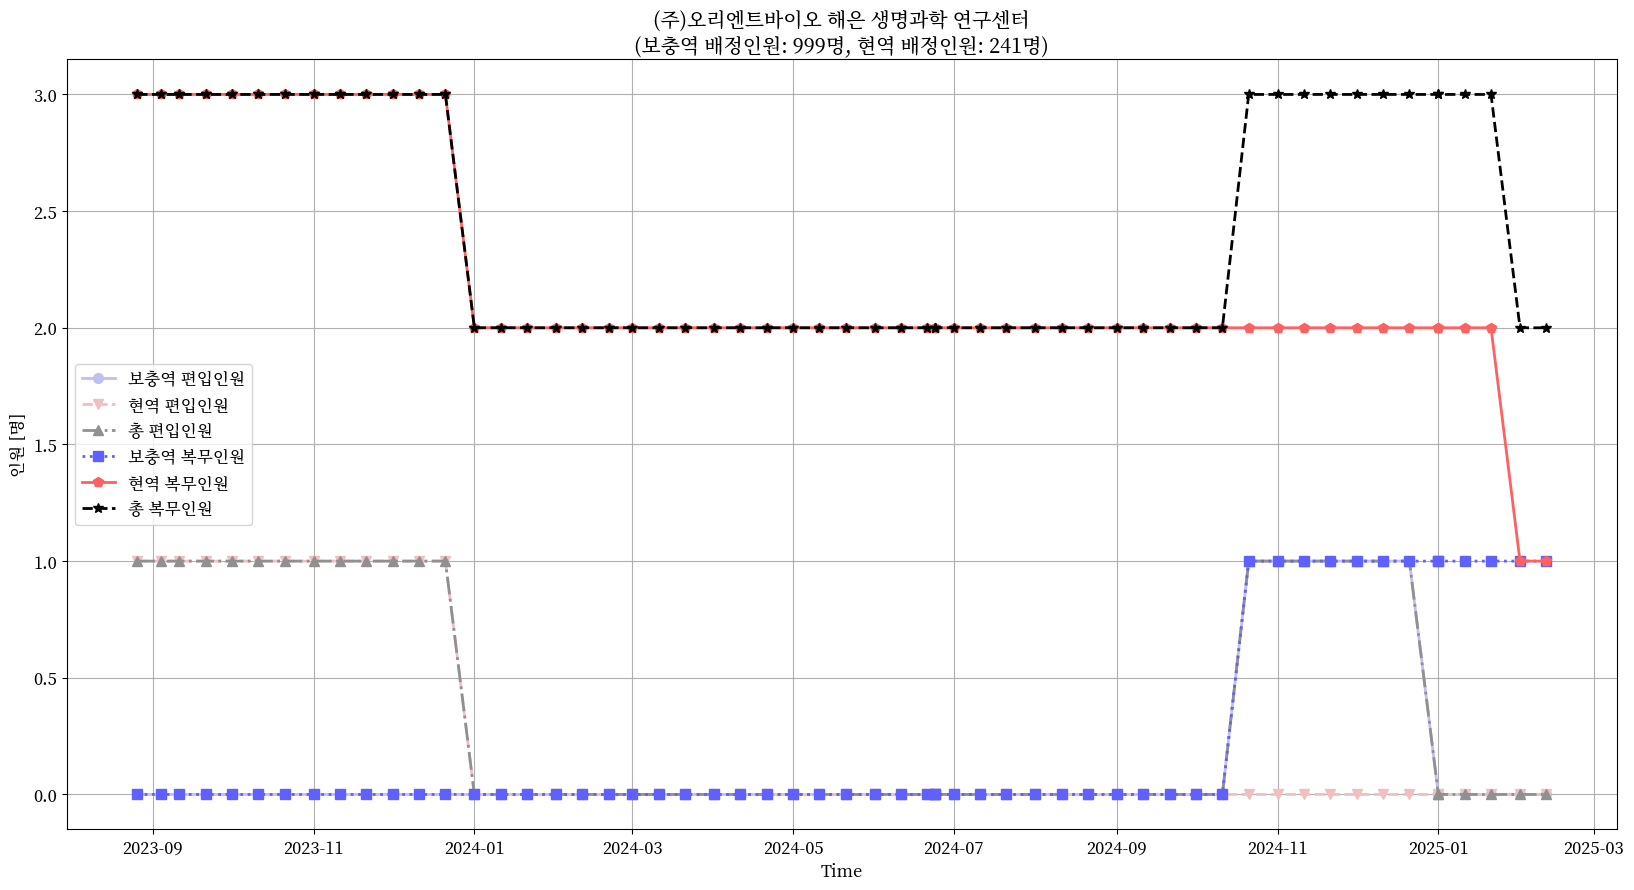 (주)오리엔트바이오 해은 생명과학 연구센터
(보충역 배정인원: 999명, 현역 배정인원: 241명)
3.0
2.5
2.0
1.5
1.0
0.5
0.0
인원 [명]
보충역 편입인원
현역 편입인원
총 편입인원
보충역 복무인원
현역 복무인원
총 복무인원
2023-09
2023-11
2024-01
2024-03
2024-05
2024-07
2024-09
2024-11
2025-01
2025-03
Time